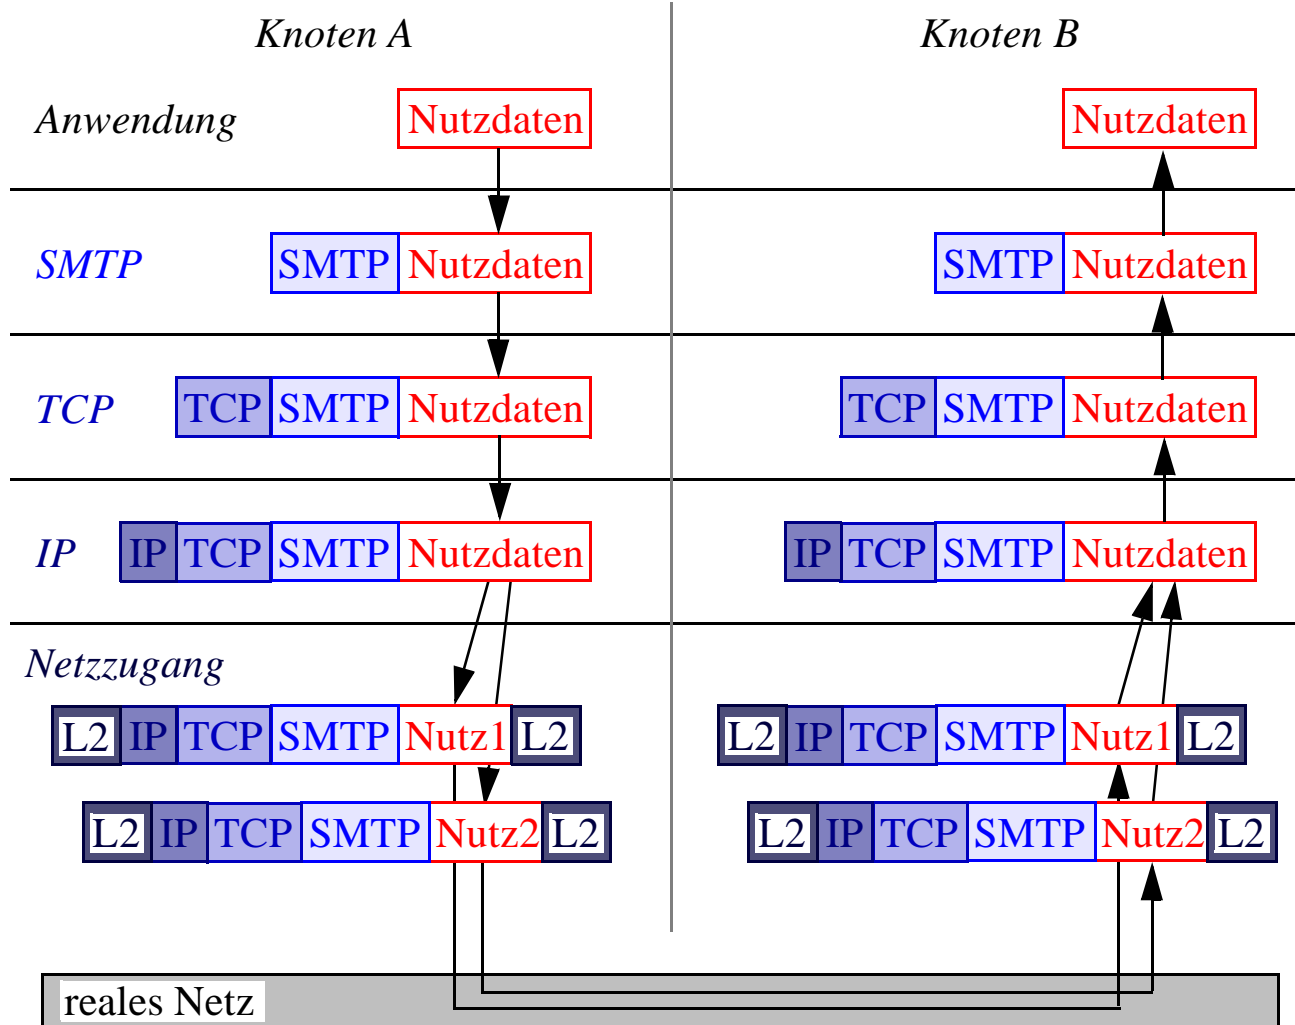 Knoten A Knoten B
Anwendung Nutzdaten Nutzdaten
SMTP SMTP Nutzdaten SMTP Nutzdaten
TCP TCP SMTP Nutzdaten TCP SMTP Nutzdaten
IP IP TCP SMTP Nutzdaten IP TCP SMTP Nutzdaten
Netzzugang
L2 IP TCP SMTP Nutz1 L2 L2 IP TCP SMTP Nutz1 L2
L2 IP TCP SMTP Nutz2 L2 L2 IP TCP SMTP Nutz2 L2
reales Netz